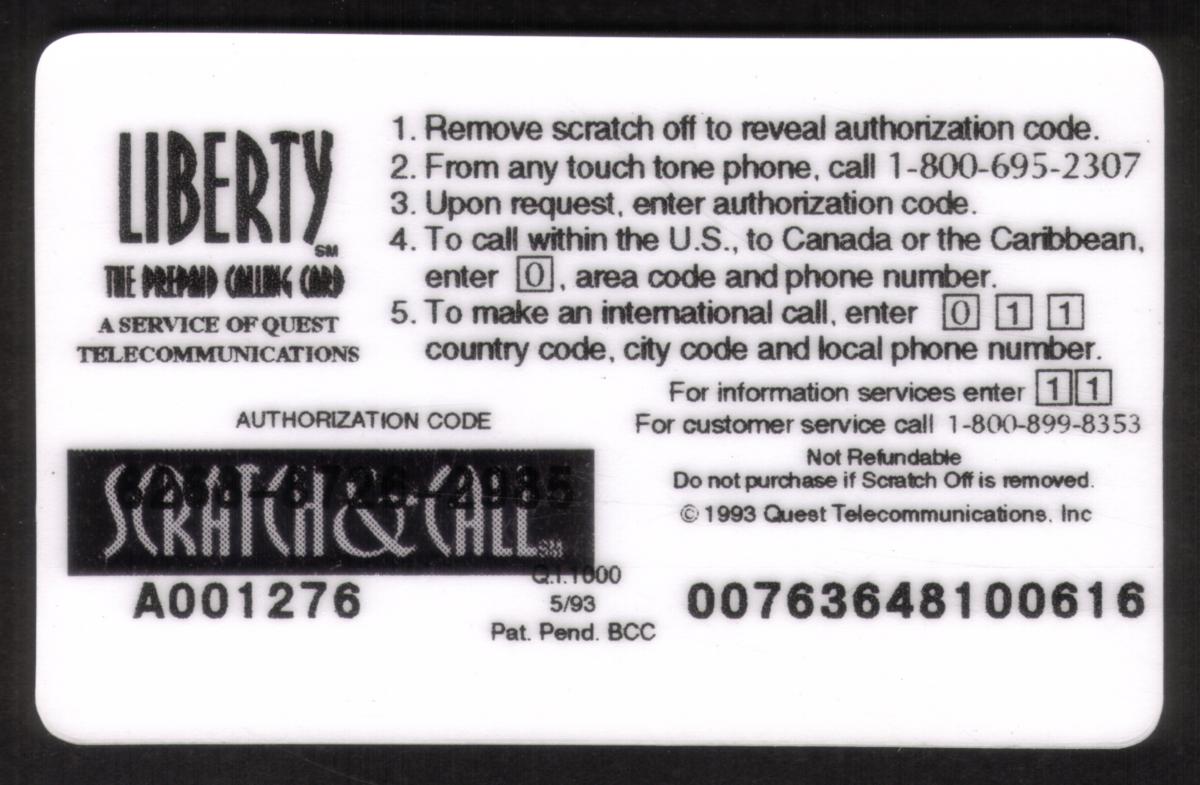 LIBERTY SM
THE PREPAID CALLING CARD
A SERVICE OF QUEST
TELECOMMUNICATIONS
1. Remove scratch off to reveal authorization code.
2. From any touch tone phone, call 1-800-695-2307
3. Upon request, enter authorization code.
4. To call within the U.S., to Canada or the Caribbean,
enter 0, area code and phone number.
5. To make an international call, enter 0 1 1
country code, city code and local phone number.
For information services enter 1 1
For customer service call 1-800-899-8353
Not Refundable
Do not purchase if Scratch Off is removed.
© 1993 Quest Telecommunications, Inc
AUTHORIZATION CODE
SCRATCH & CALL SM
A001276
Q.I.1000
5/93
Pat. Pend. BCC
00763648100616